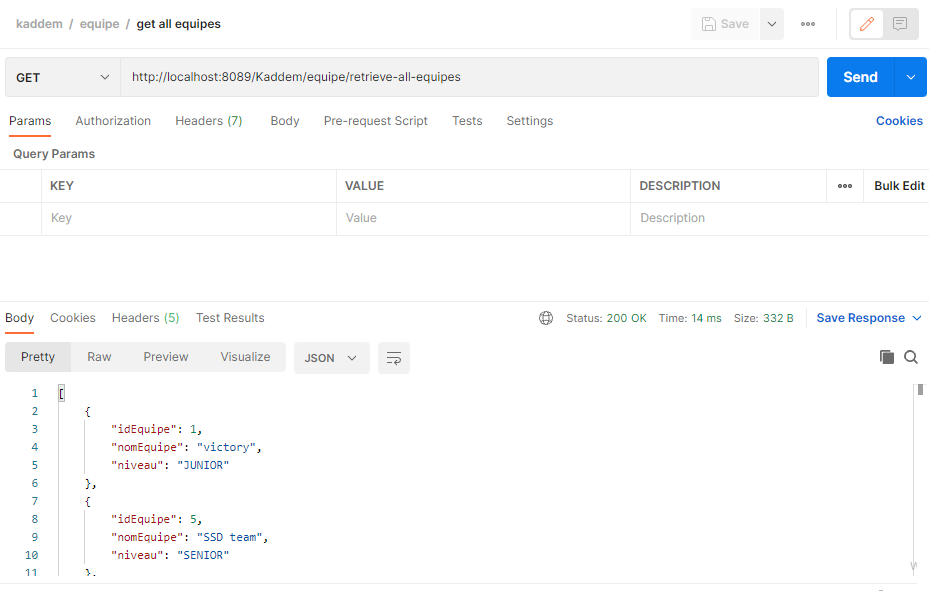 kaddem / equipe / get all equipes Save
GET http://localhost:8089/Kaddem/equipe/retrieve-all-equipes Send
Params Authorization Headers (7) Body Pre-request Script Tests Settings Cookies
Query Params
KEY VALUE DESCRIPTION Bulk Edit
Key Value Description
Body Cookies Headers (5) Test Results Status: 200 OK Time: 14 ms Size: 332 B Save Response
Pretty Raw Preview Visualize JSON
1 [
2 {
3 "idEquipe": 1,
4 "nomEquipe": "victory",
5 "niveau": "JUNIOR"
6 },
7 {
8 "idEquipe": 5,
9 "nomEquipe": "SSD team",
10 "niveau": "SENIOR"
11 },